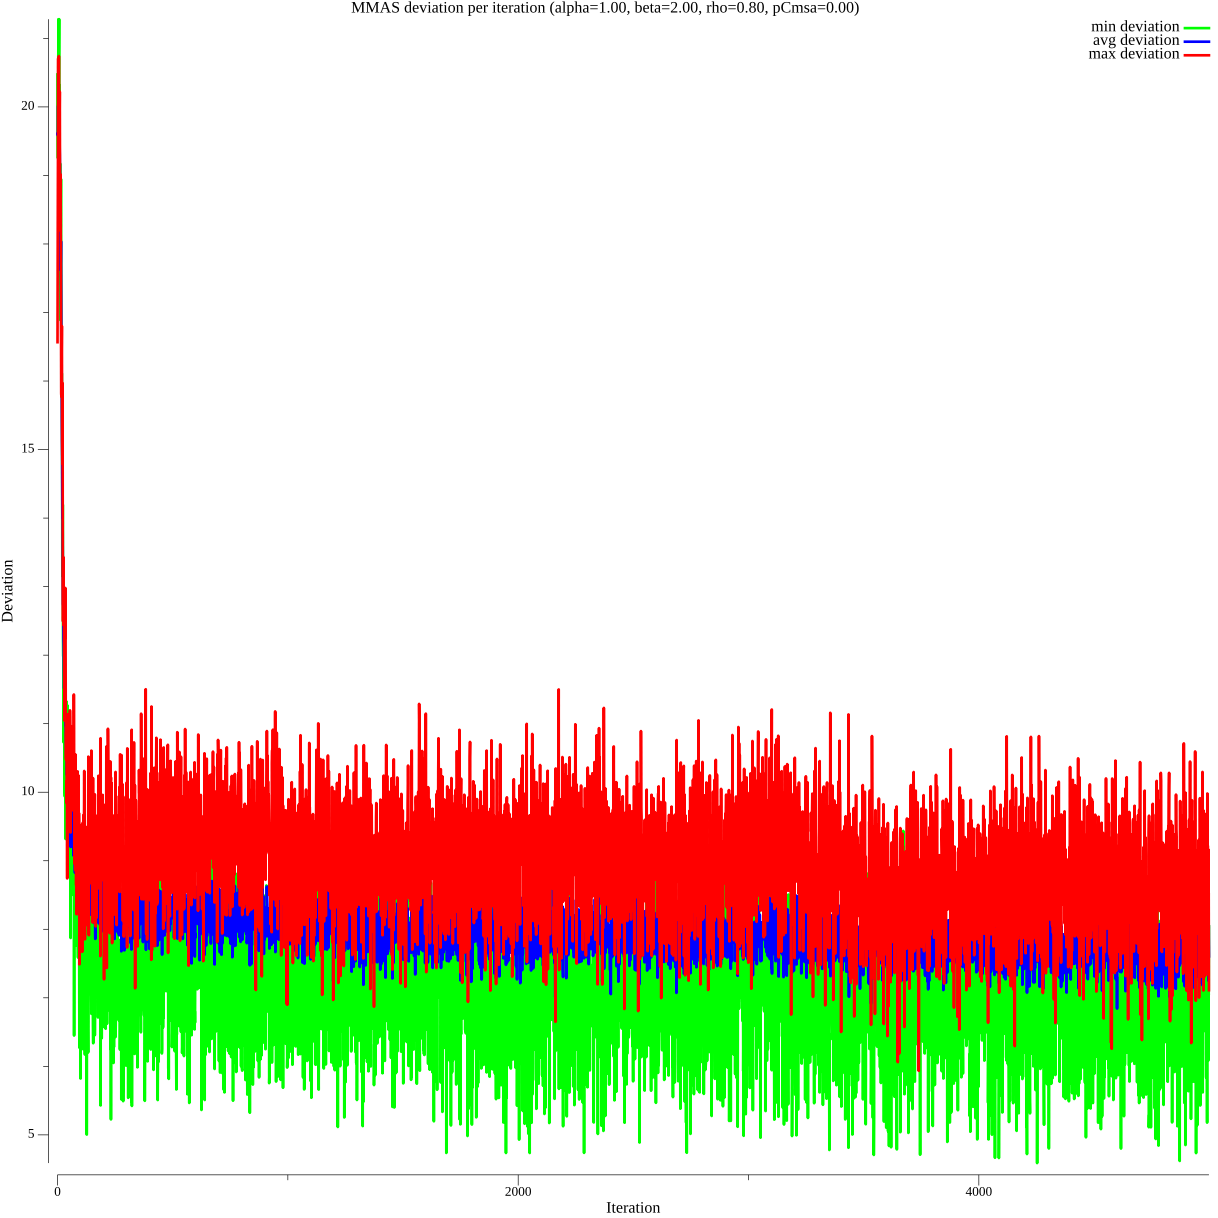 MMAS deviation per iteration (alpha=1.00, beta=2.00, rho=0.80, pCmsa=0.00)
min deviation
avg deviation
max deviation
20
15
10
5
Deviation
0
2000
4000
Iteration